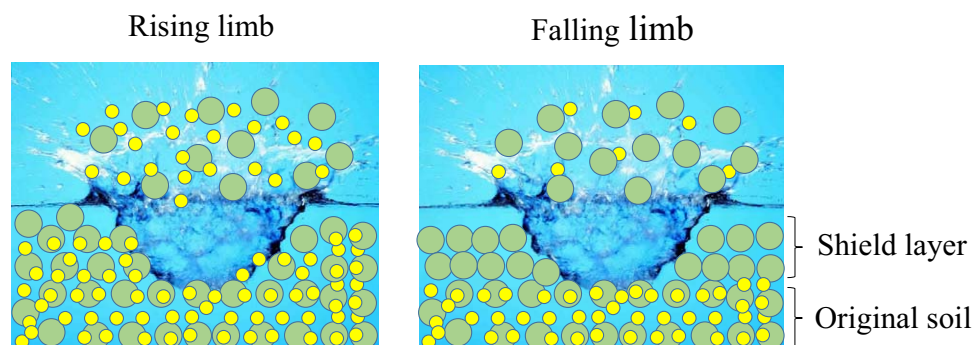 Rising limb
Falling limb
Shield layer
Original soil